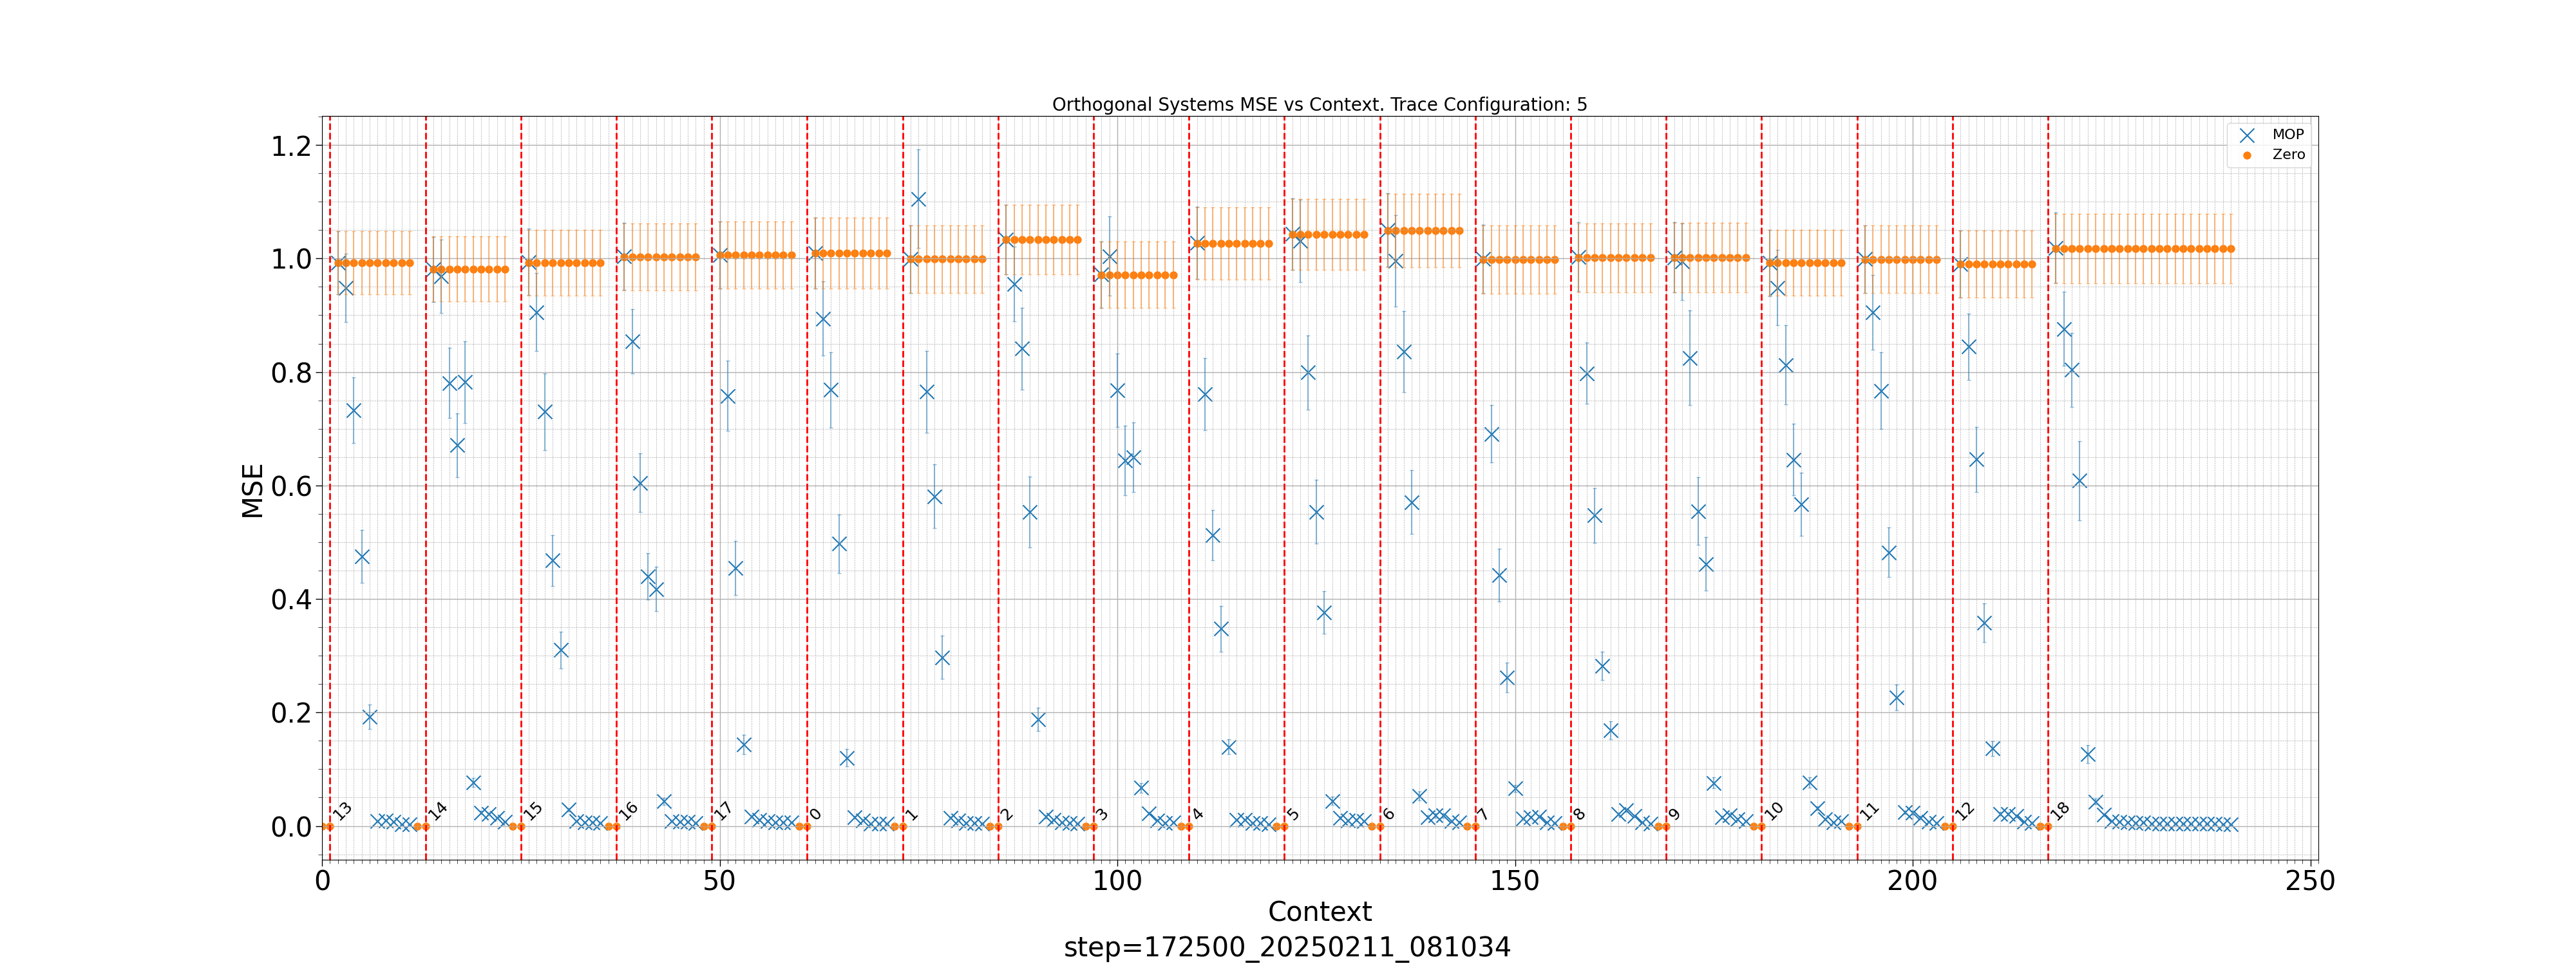 Orthogonal Systems MSE vs Context. Trace Configuration: 5
MOP
Zero
MSE
1.2
1.0
0.8
0.6
0.4
0.2
0.0
13 14 15 16 17 0 1 2 3 4 5 6 7 8 9 10 11 12 18
0 50 100 150 200 250
Context
step=172500_20250211_081034